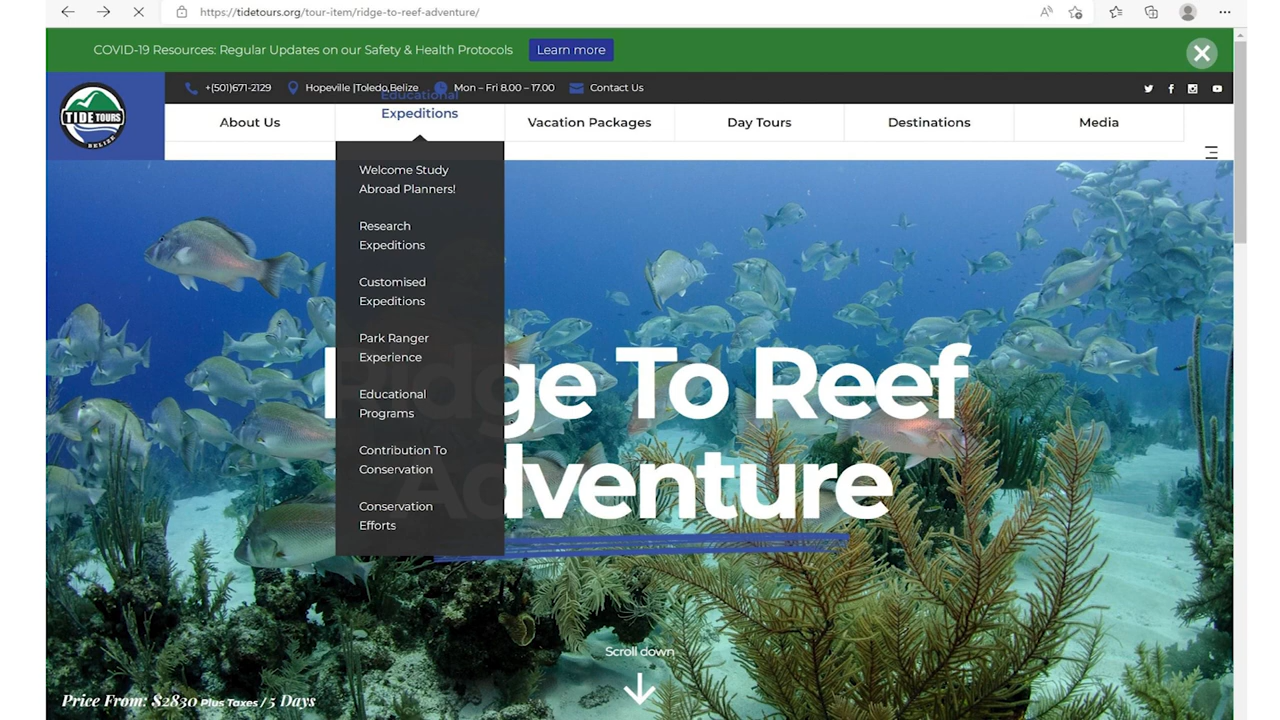 https://tidetours.org/tour-item/ridge-to-reef-adventure/
COVID-19 Resources: Regular Updates on our Safety & Health Protocols Learn more
TIDE TOURS
BELIZE
+(501)671-2129 Hopeville |Toledo,Belize Mon – Fri 8.00 – 17.00 Contact Us
About Us
Educational
Expeditions
Vacation Packages
Day Tours
Destinations
Media
Welcome Study
Abroad Planners!
Research
Expeditions
Customised
Expeditions
Park Ranger
Experience
Educational
Programs
Contribution To
Conservation
Conservation
Efforts
Ridge To Reef
Adventure
Scroll down
Price From: $2830 Plus Taxes / 5 Days